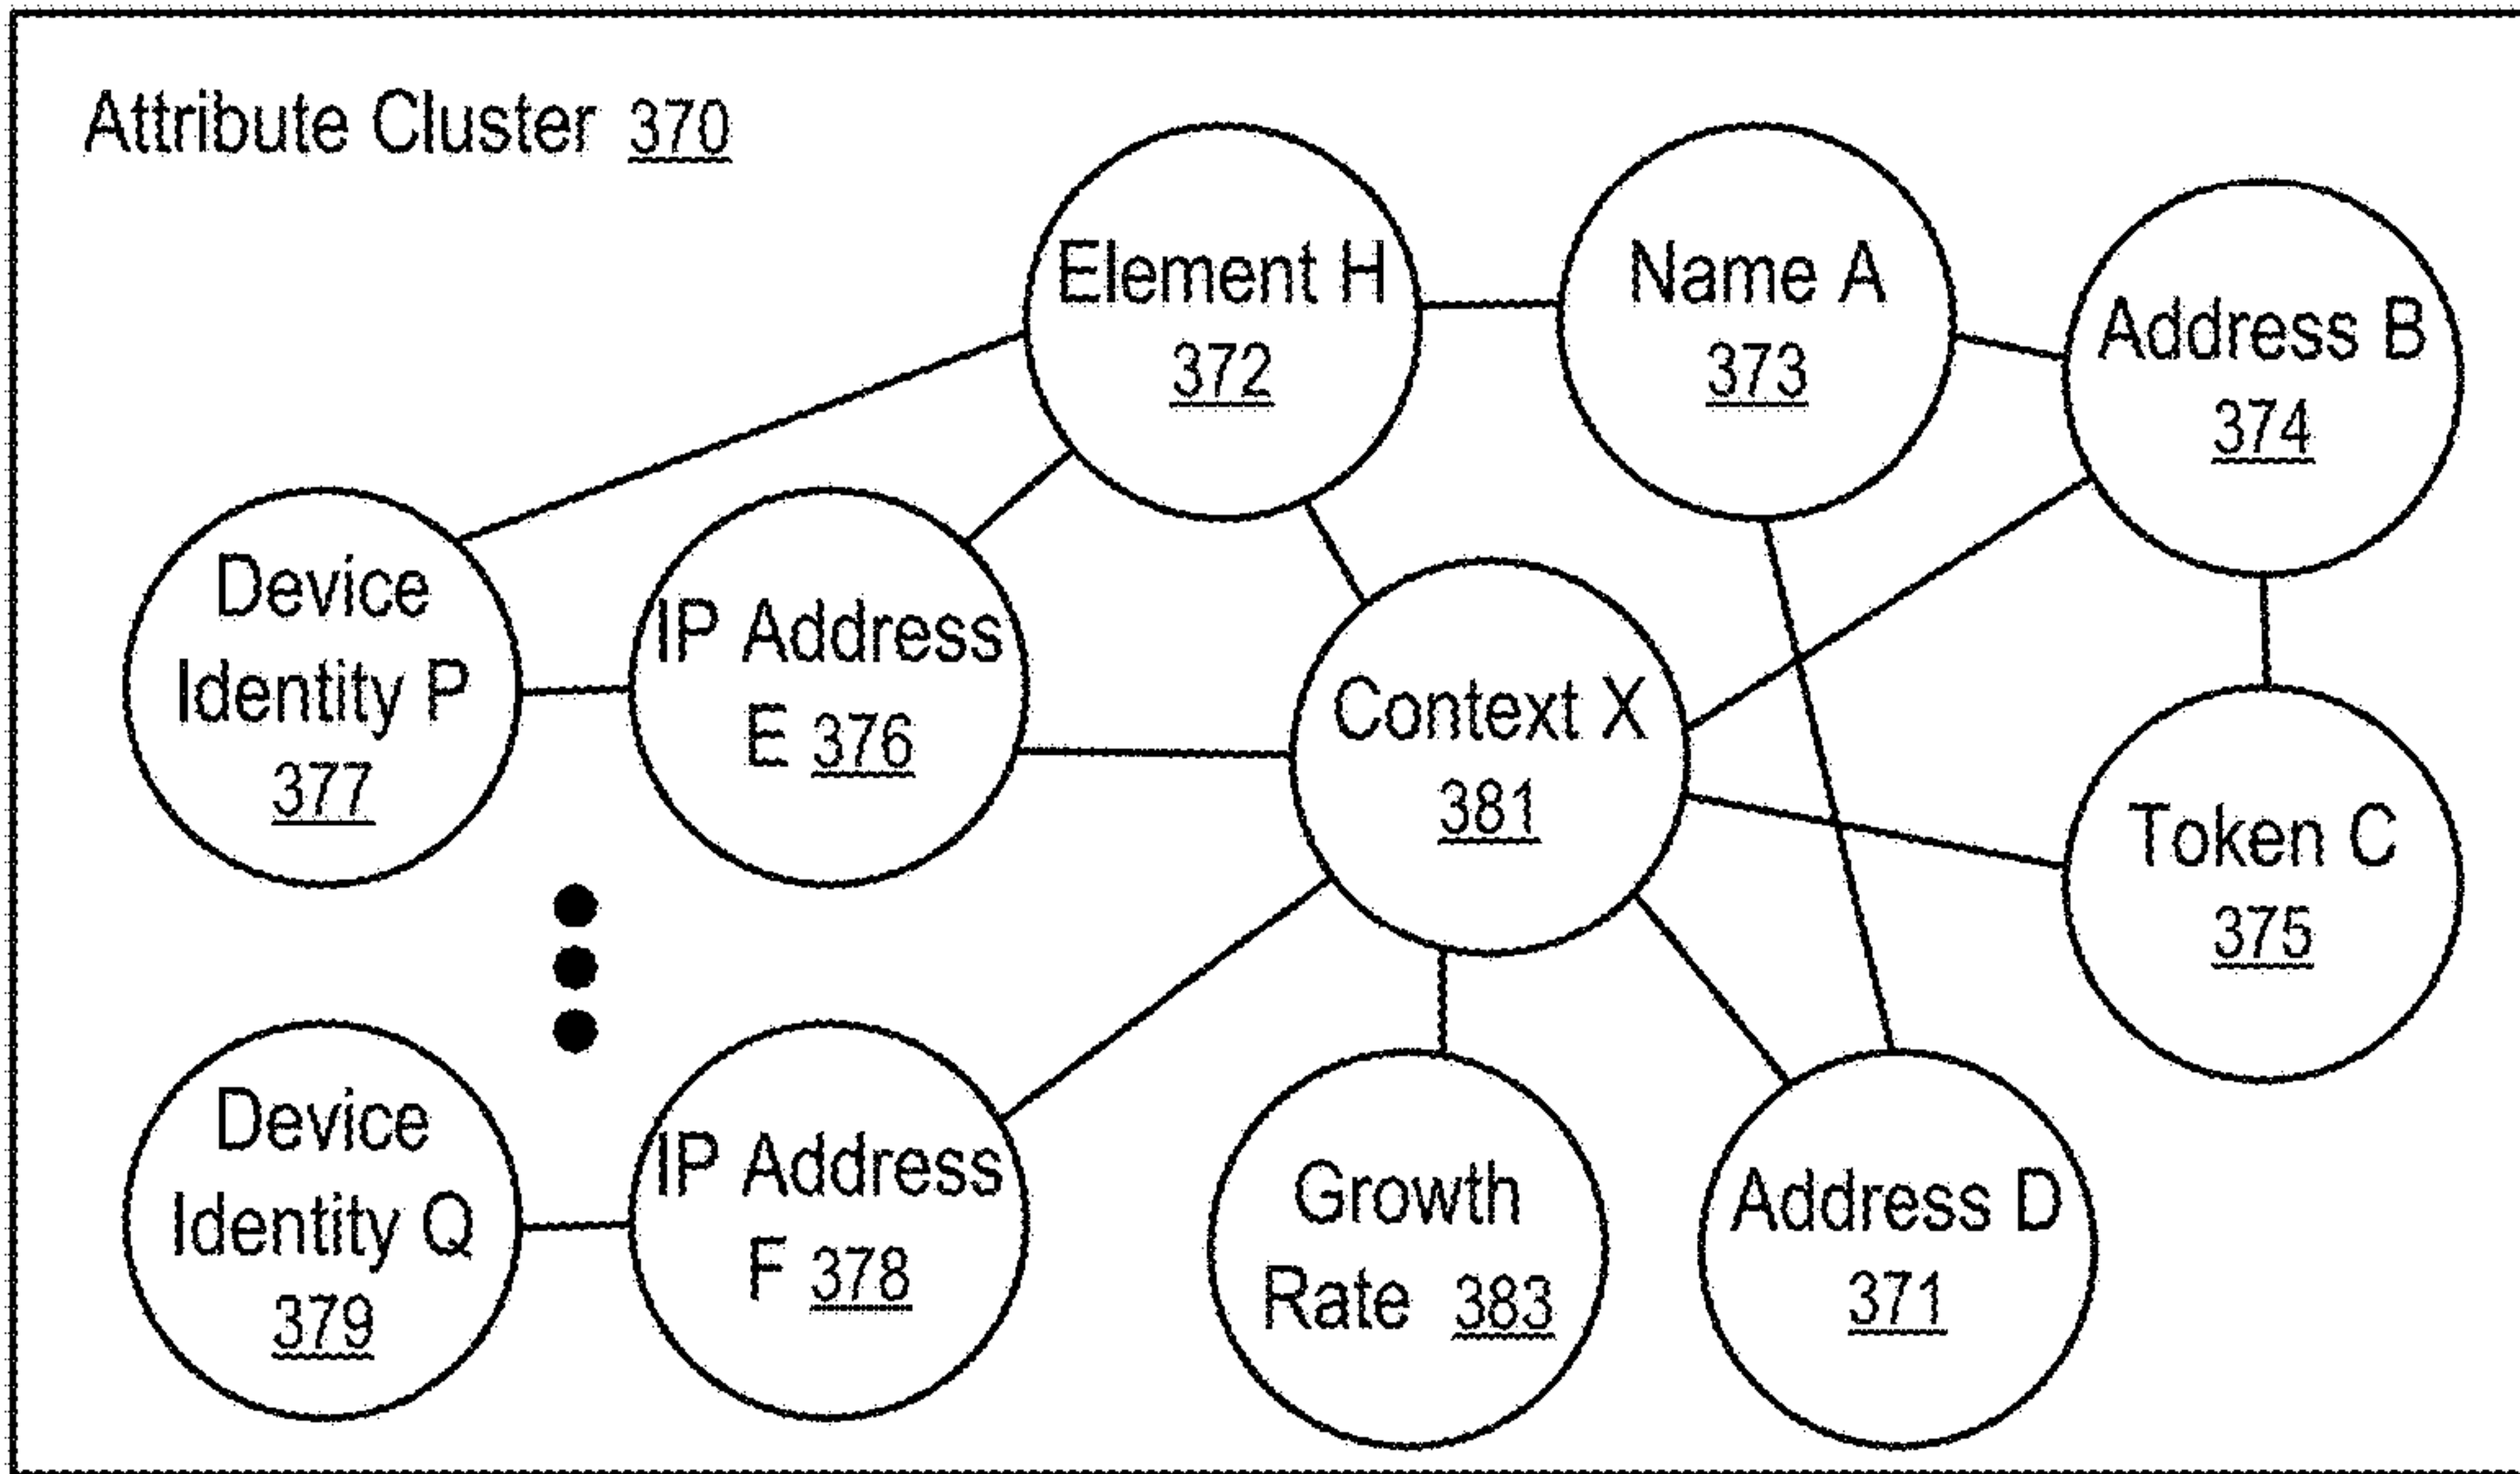 Attribute Cluster 370
Element H
372
Name A
373
Address B
374
Device
Identity P
377
IP Address
E 376
Context X
381
Token C
375
Device
Identity Q
379
IP Address
F 378
Growth
Rate 383
Address D
371